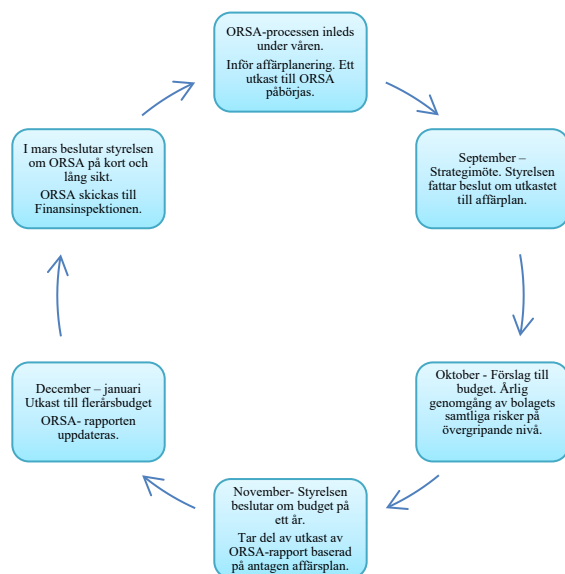 ORSA-processen inleds
under våren.
Inför affärplanering. Ett
utkast till ORSA
påbörjas.
September –
Strategimöte. Styrelsen
fattar beslut om utkastet
till affärplan.
Oktober - Förslag till
budget. Årlig
genomgång av bolagets
samtliga risker på
övergripande nivå.
November- Styrelsen
beslutar om budget på
ett år.
Tar del av utkast av
ORSA-rapport baserad
på antagen affärsplan.
December – januari
Utkast till flerårsbudget
ORSA- rapporten
uppdateras.
I mars beslutar styrelsen
om ORSA på kort och
lång sikt.
ORSA skickas till
Finansinspektionen.